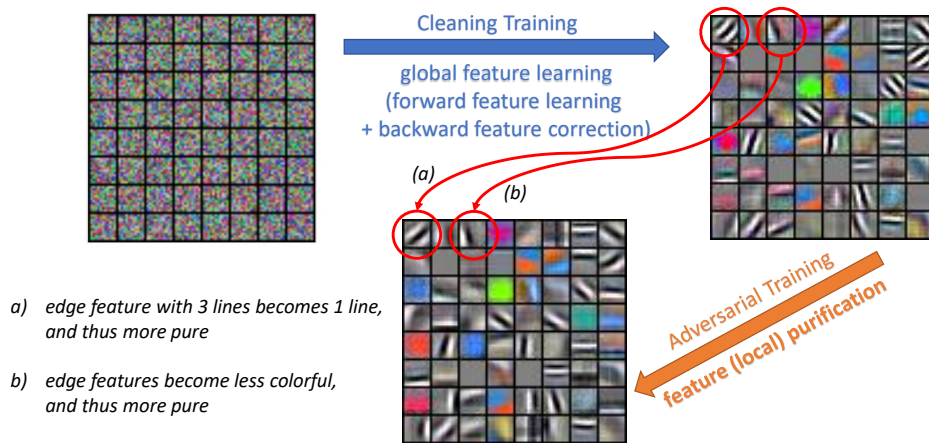 Cleaning Training
global feature learning
(forward feature learning
+ backward feature correction)
(a)
(b)
Adversarial Training
feature (local) purification
a) edge feature with 3 lines becomes 1 line,
and thus more pure
b) edge features become less colorful,
and thus more pure